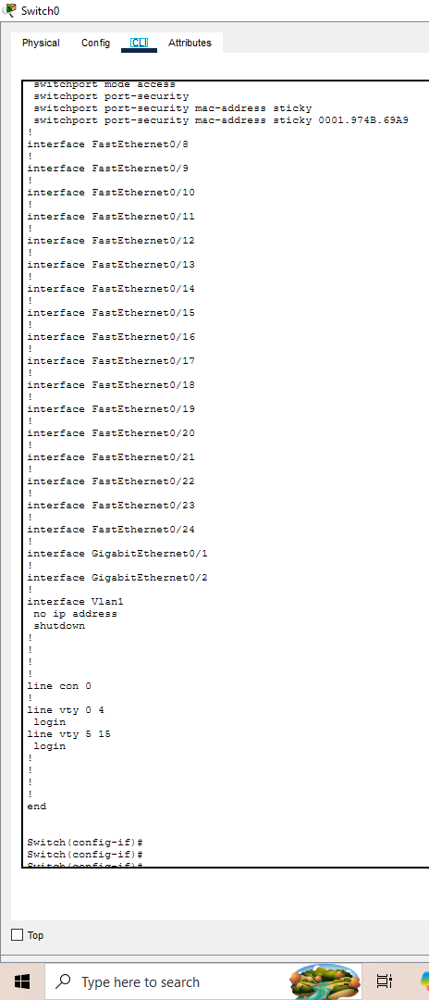 Switch0
Physical Config CLI Attributes
switchport mode access
switchport port-security
switchport port-security mac-address sticky
switchport port-security mac-address sticky 0001.974B.69A9
!
interface FastEthernet0/8
!
interface FastEthernet0/9
!
interface FastEthernet0/10
!
interface FastEthernet0/11
!
interface FastEthernet0/12
!
interface FastEthernet0/13
!
interface FastEthernet0/14
!
interface FastEthernet0/15
!
interface FastEthernet0/16
!
interface FastEthernet0/17
!
interface FastEthernet0/18
!
interface FastEthernet0/19
!
interface FastEthernet0/20
!
interface FastEthernet0/21
!
interface FastEthernet0/22
!
interface FastEthernet0/23
!
interface FastEthernet0/24
!
interface GigabitEthernet0/1
!
interface GigabitEthernet0/2
!
interface Vlan1
no ip address
shutdown
!
!
!
!
line con 0
!
line vty 0 4
login
line vty 5 15
login
!
!
!
!
end
Switch(config-if)#
Switch(config-if)#
Switch(config-if)#
Top
Type here to search